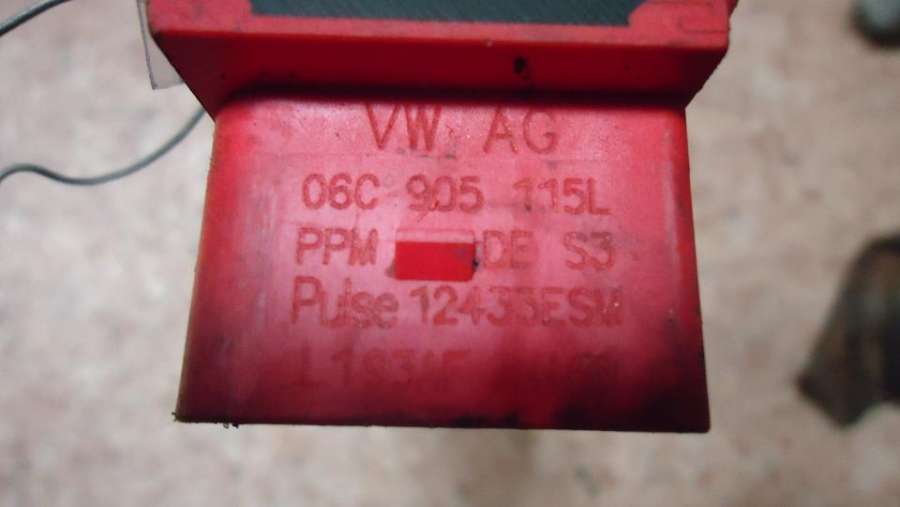 VW AG
06C 905 115L
PPM DE S3
Pulse 12433ESM